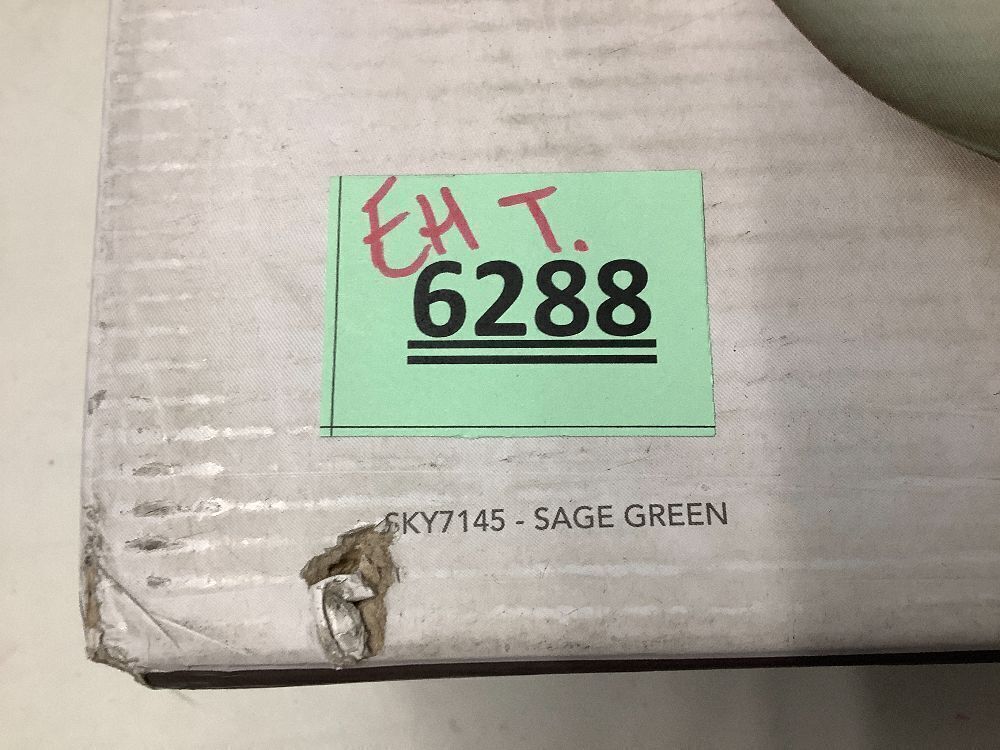 EH T.
6288
SKY7145 - SAGE GREEN